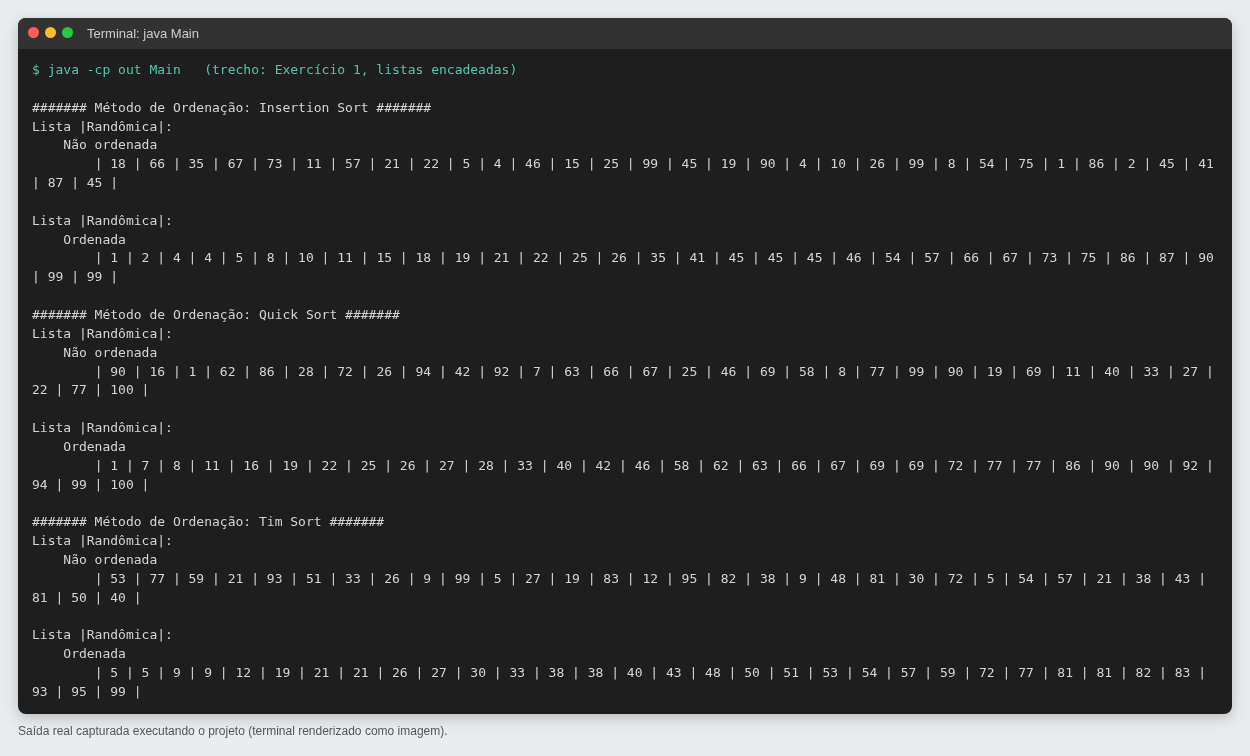 Terminal: java Main
$ java -cp out Main   (trecho: Exercício 1, listas encadeadas)
####### Método de Ordenação: Insertion Sort #######
Lista |Randômica|:
Não ordenada
| 18 | 66 | 35 | 67 | 73 | 11 | 57 | 21 | 22 | 5 | 4 | 46 | 15 | 25 | 99 | 45 | 19 | 90 | 4 | 10 | 26 | 99 | 8 | 54 | 75 | 1 | 86 | 2 | 45 | 41
| 87 | 45 |
Lista |Randômica|:
Ordenada
| 1 | 2 | 4 | 4 | 5 | 8 | 10 | 11 | 15 | 18 | 19 | 21 | 22 | 25 | 26 | 35 | 41 | 45 | 45 | 45 | 46 | 54 | 57 | 66 | 67 | 73 | 75 | 86 | 87 | 90
| 99 | 99 |
####### Método de Ordenação: Quick Sort #######
Lista |Randômica|:
Não ordenada
| 90 | 16 | 1 | 62 | 86 | 28 | 72 | 26 | 94 | 42 | 92 | 7 | 63 | 66 | 67 | 25 | 46 | 69 | 58 | 8 | 77 | 99 | 90 | 19 | 69 | 11 | 40 | 33 | 27 |
22 | 77 | 100 |
Lista |Randômica|:
Ordenada
| 1 | 7 | 8 | 11 | 16 | 19 | 22 | 25 | 26 | 27 | 28 | 33 | 40 | 42 | 46 | 58 | 62 | 63 | 66 | 67 | 69 | 69 | 72 | 77 | 77 | 86 | 90 | 90 | 92 |
94 | 99 | 100 |
####### Método de Ordenação: Tim Sort #######
Lista |Randômica|:
Não ordenada
| 53 | 77 | 59 | 21 | 93 | 51 | 33 | 26 | 9 | 99 | 5 | 27 | 19 | 83 | 12 | 95 | 82 | 38 | 9 | 48 | 81 | 30 | 72 | 5 | 54 | 57 | 21 | 38 | 43 |
81 | 50 | 40 |
Lista |Randômica|:
Ordenada
| 5 | 5 | 9 | 9 | 12 | 19 | 21 | 21 | 26 | 27 | 30 | 33 | 38 | 38 | 40 | 43 | 48 | 50 | 51 | 53 | 54 | 57 | 59 | 72 | 77 | 81 | 81 | 82 | 83 |
93 | 95 | 99 |
Saída real capturada executando o projeto (terminal renderizado como imagem).